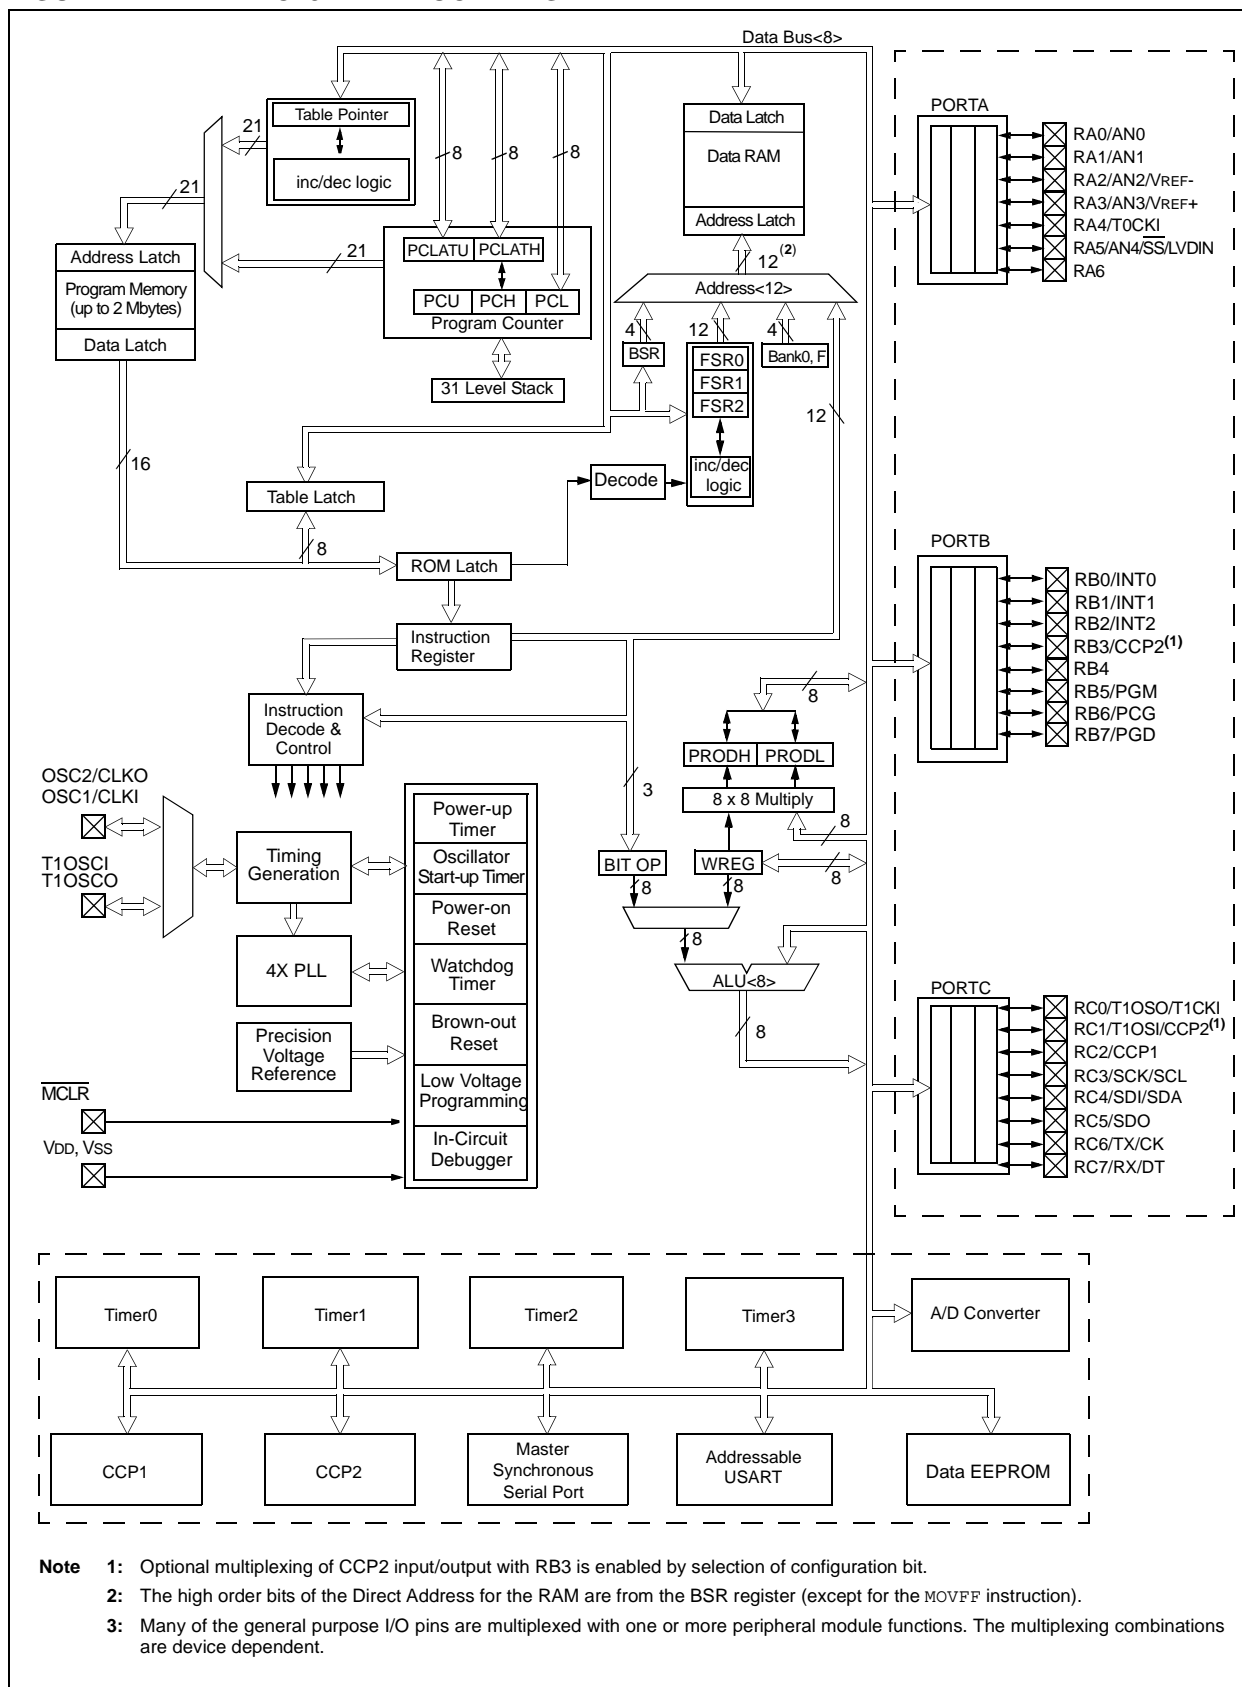 Data Bus<8>
PORTA
Table Pointer
inc/dec logic
21
21
8
8
8
Data Latch
Data RAM
Address Latch
RA0/AN0
RA1/AN1
RA2/AN2/VREF-
RA3/AN3/VREF+
RA4/T0CKI
RA5/AN4/SS/LVDIN
RA6
Address Latch
Program Memory
(up to 2 Mbytes)
Data Latch
21
PCLATU PCLATH
PCU PCH PCL
Program Counter
31 Level Stack
12(2)
Address<12>
4
12
4
BSR
FSR0
FSR1
FSR2
Bank0, F
12
inc/dec
logic
16
Table Latch
Decode
8
ROM Latch
Instruction
Register
PORTB
RB0/INT0
RB1/INT1
RB2/INT2
RB3/CCP2(1)
RB4
RB5/PGM
RB6/PCG
RB7/PGD
8
Instruction
Decode &
Control
PRODH PRODL
8 x 8 Multiply
3
OSC2/CLKO
OSC1/CLKI
T1OSCI
T1OSCO
Timing
Generation
4X PLL
Precision
Voltage
Reference
Power-up
Timer
Oscillator
Start-up Timer
Power-on
Reset
Watchdog
Timer
Brown-out
Reset
Low Voltage
Programming
In-Circuit
Debugger
MCLR
VDD, VSS
BIT OP
WREG
8
8
8
8
8
ALU<8>
8
PORTC
RC0/T1OSO/T1CKI
RC1/T1OSI/CCP2(1)
RC2/CCP1
RC3/SCK/SCL
RC4/SDI/SDA
RC5/SDO
RC6/TX/CK
RC7/RX/DT
Timer0
Timer1
Timer2
Timer3
A/D Converter
CCP1
CCP2
Master
Synchronous
Serial Port
Addressable
USART
Data EEPROM
Note 1: Optional multiplexing of CCP2 input/output with RB3 is enabled by selection of configuration bit.
2: The high order bits of the Direct Address for the RAM are from the BSR register (except for the MOVFF instruction).
3: Many of the general purpose I/O pins are multiplexed with one or more peripheral module functions. The multiplexing combinations
are device dependent.